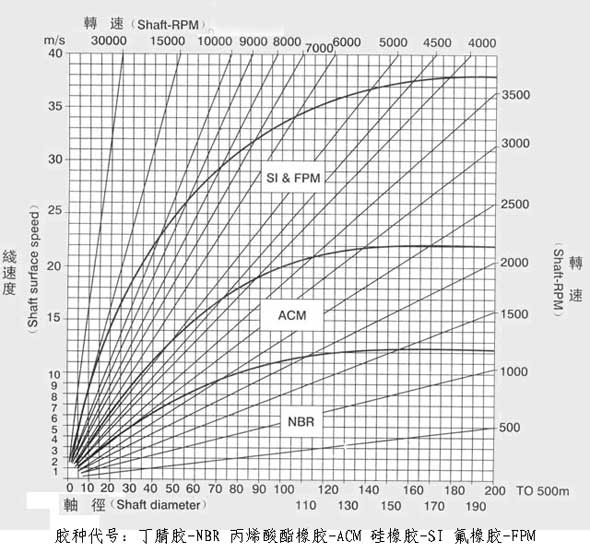 轉 速 (Shaft-RPM)
m/s 30000 15000 10000 9000 8000 7000 6000 5000 4500 4000
40
35
30
25
20
15
10
9
8
7
6
5
4
3
2
1
綫速度 (Shaft surface speed)
SI & FPM
ACM
NBR
3500
3000
2500
2000
1500
1000
500
轉速 (Shaft-RPM)
0 10 20 30 40 50 60 70 80 90 100 120 140 160 180 200 TO 500m
軸 徑 (Shaft diameter) 110 130 150 170 190
胶种代号: 丁腈胶-NBR 丙烯酸酯橡胶-ACM 硅橡胶-SI 氟橡胶-FPM